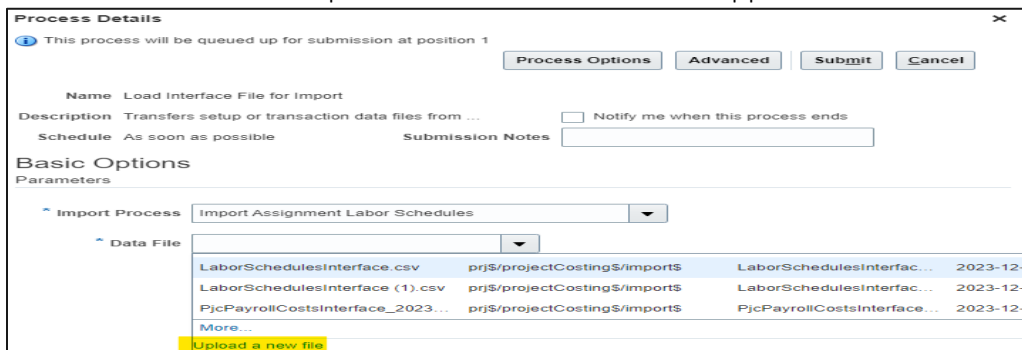 Process Details
This process will be queued up for submission at position 1
Process Options Advanced Submit Cancel
Name Load Interface File for Import
Description Transfers setup or transaction data files from ... Notify me when this process ends
Schedule As soon as possible Submission Notes
Basic Options
Parameters
* Import Process Import Assignment Labor Schedules
* Data File
LaborSchedulesInterface.csv prj$/projectCosting$/import$ LaborSchedulesInterfac... 2023-12-
LaborSchedulesInterface (1).csv prj$/projectCosting$/import$ LaborSchedulesInterfac... 2023-12-
PjcPayrollCostsInterface_2023... prj$/projectCosting$/import$ PjcPayrollCostsInterface... 2023-12-
More...
Upload a new file